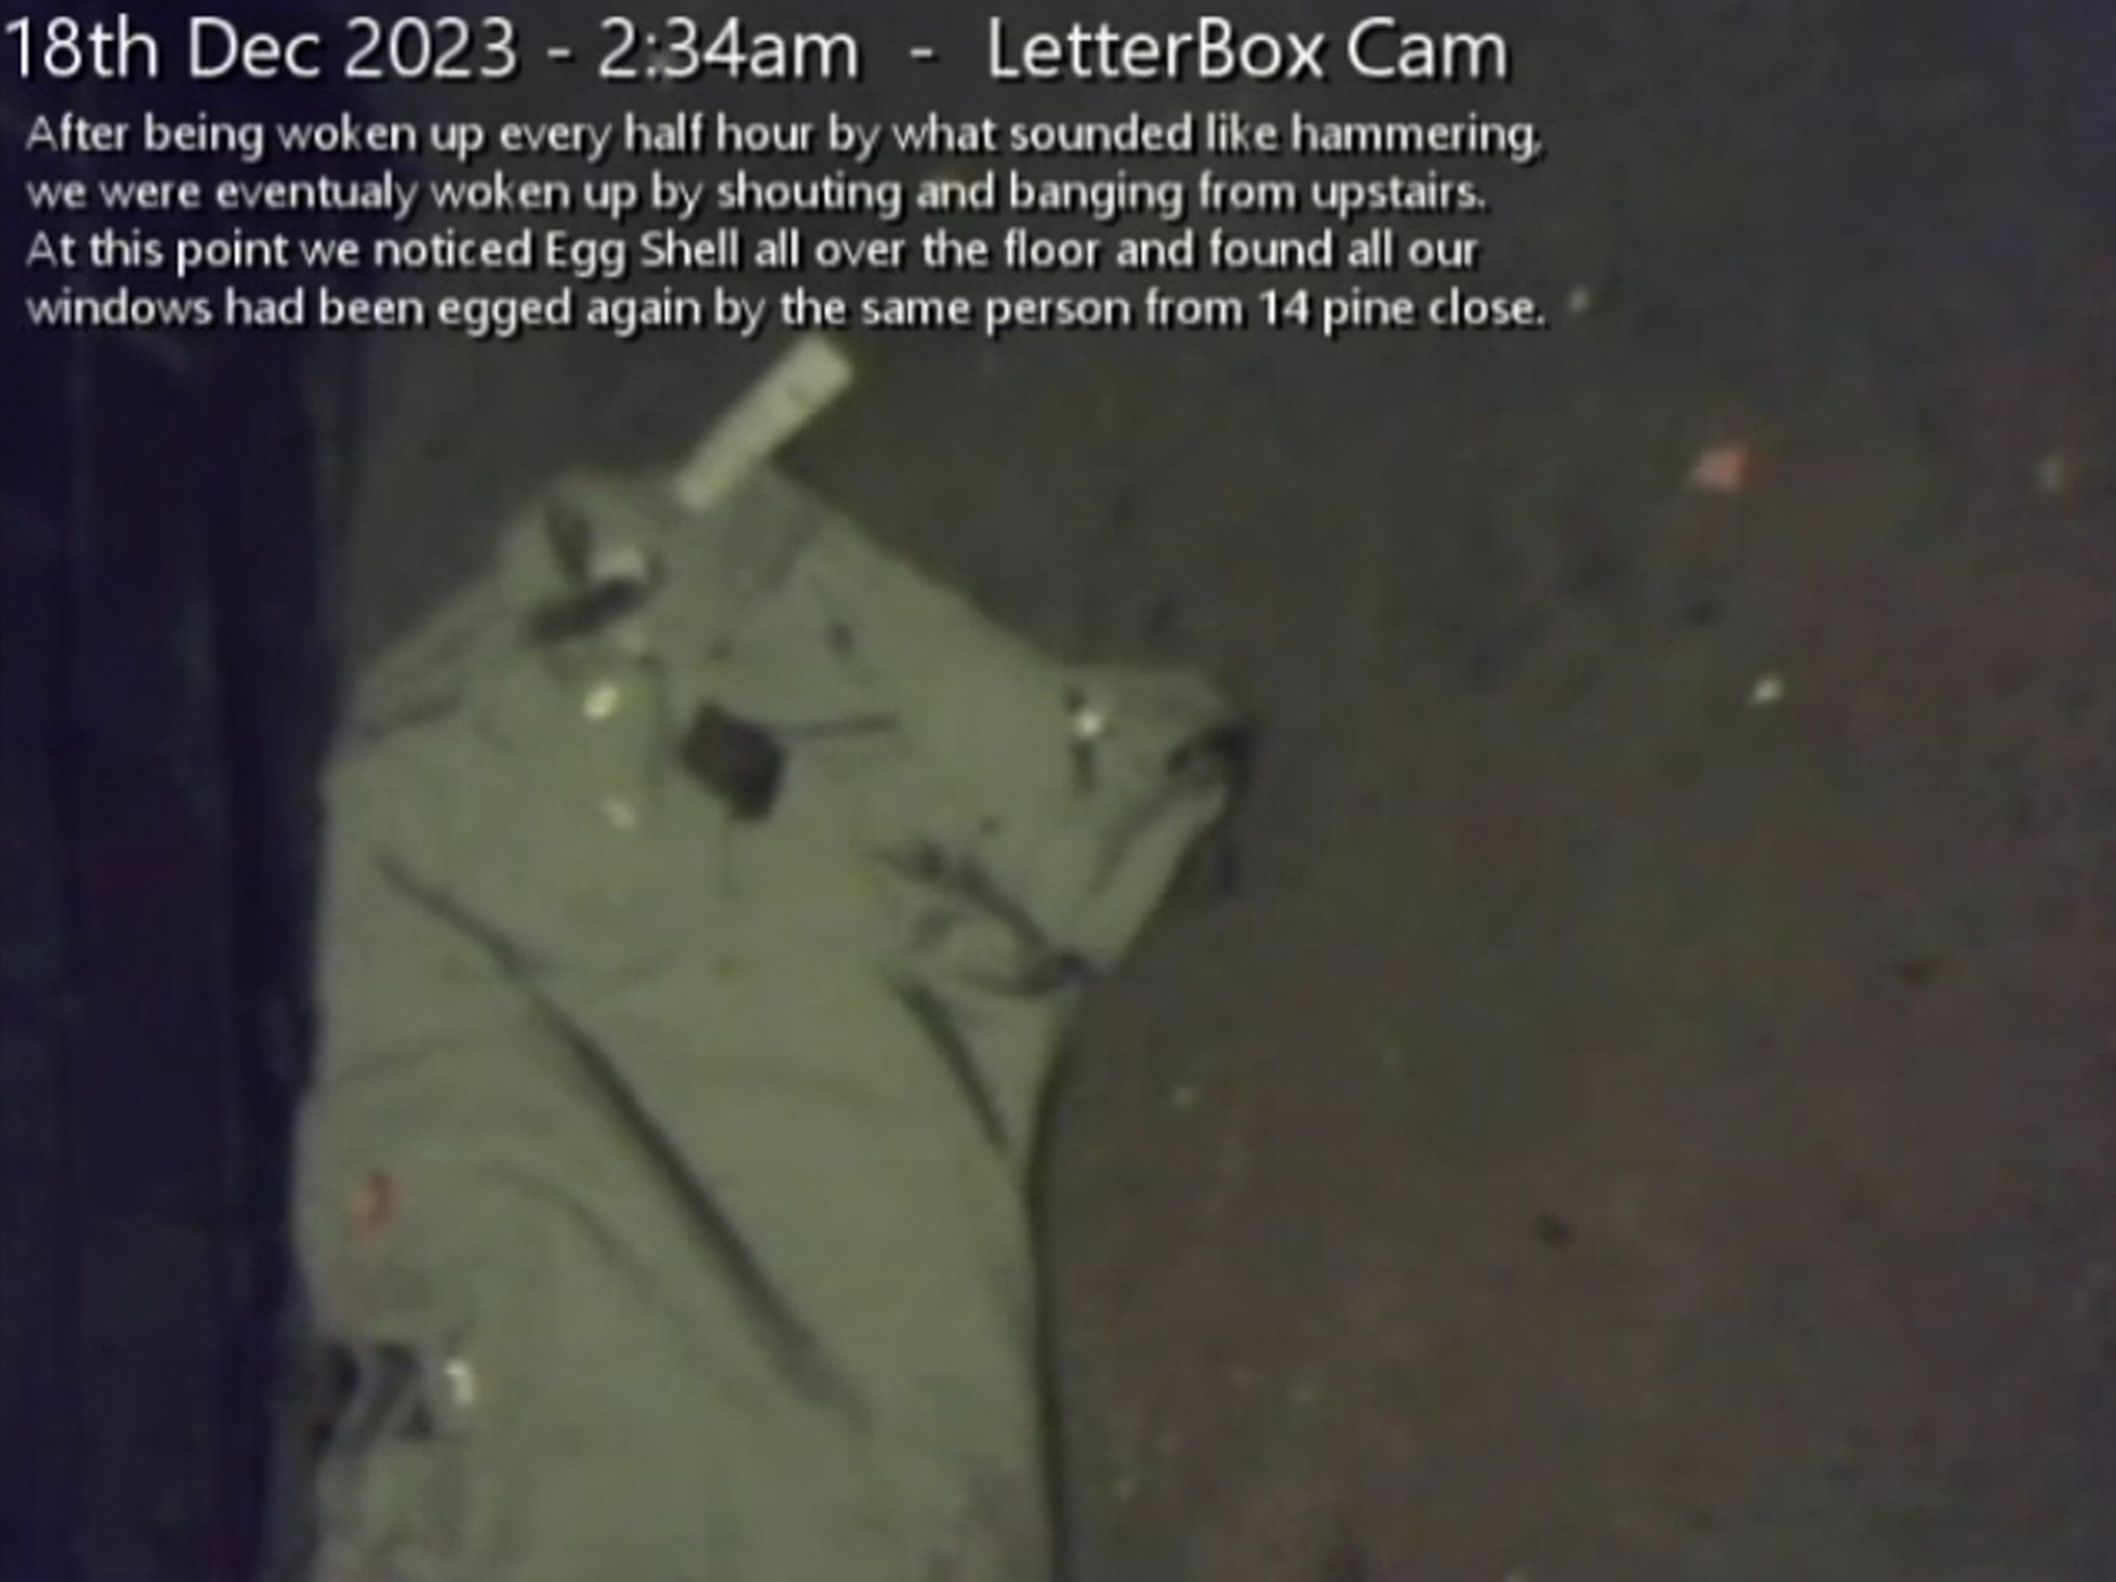 18th Dec 2023 - 2:34am - LetterBox Cam
After being woken up every half hour by what sounded like hammering,
we were eventualy woken up by shouting and banging from upstairs.
At this point we noticed Egg Shell all over the floor and found all our
windows had been egged again by the same person from 14 pine close.